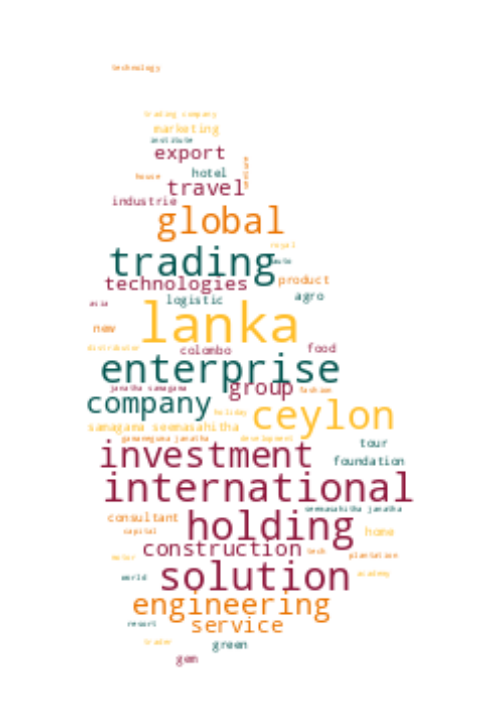 technology
trading company
marketing
institute
export
venture
hotel
house
travel
industrie
global
royal
trading
auto
technologies
product
logistic
agro
asia
lanka
new
distributor
colombo
food
enterprise
janatha samagama
group
fashion
company
holiday
ceylon
samagama seemasahitha
gammeguna janatha
development
tour
investment
foundation
international
seemasahitha janatha
consultant
holding
capital
home
construction
tech
plantation
motor
world
solution
academy
engineering
resort
service
trader
green
gem